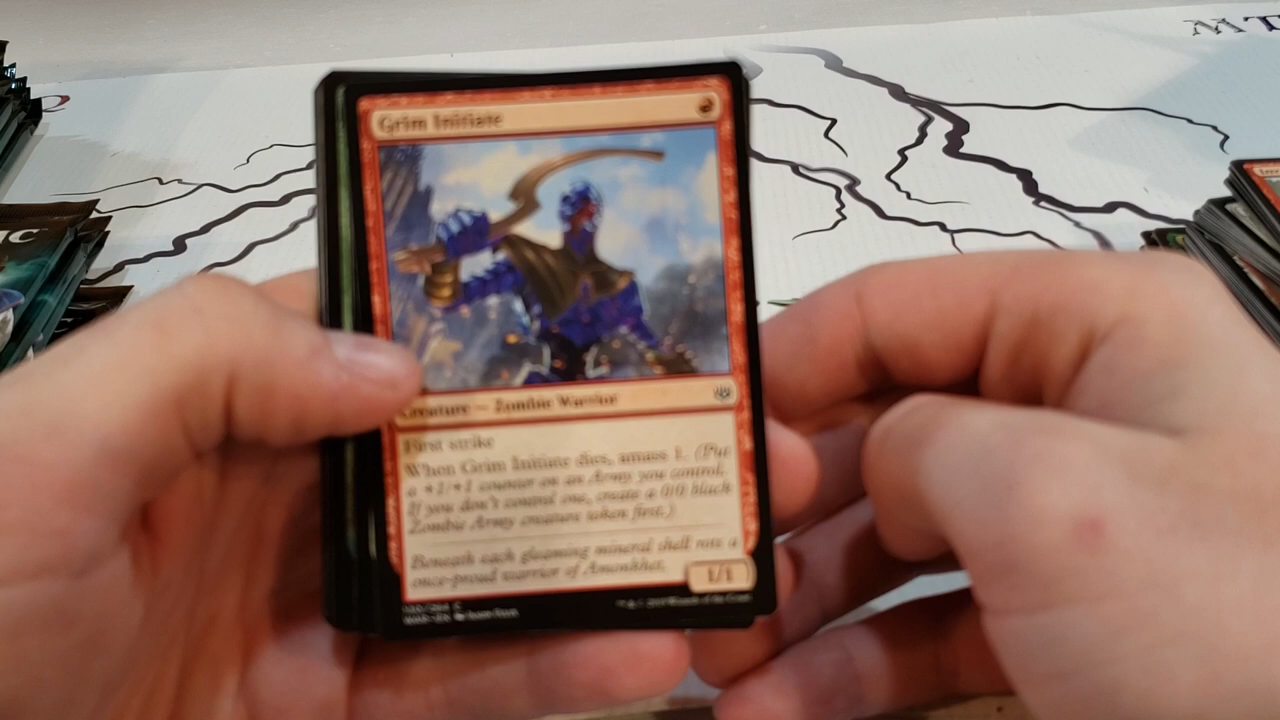 MT
Grim Initiate
IC
Creature — Zombie Warrior
First strike
When Grim Initiate dies, amass 1. (Put
a +1/+1 counter on an Army you control.
If you don't control one, create a 0/0 black
Zombie Army creature token first.)
Beneath each gleaming mineral shell rots a
once-proud warrior of Amonkhet.
1/1